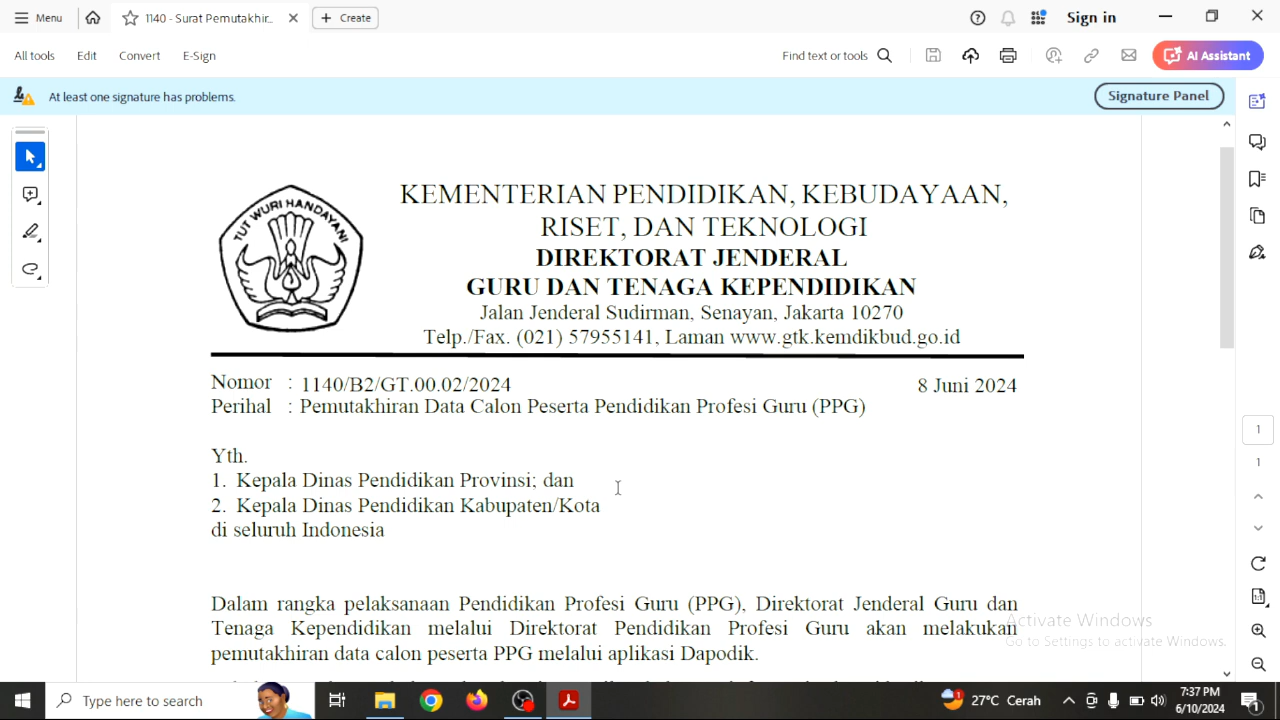 Menu
1140 - Surat Pemutakhir...
Create
Sign in
All tools
Edit
Convert
E-Sign
Find text or tools
AI Assistant
At least one signature has problems.
Signature Panel
TUT WURI HANDAYANI
KEMENTERIAN PENDIDIKAN, KEBUDAYAAN,
RISET, DAN TEKNOLOGI
DIREKTORAT JENDERAL
GURU DAN TENAGA KEPENDIDIKAN
Jalan Jenderal Sudirman, Senayan, Jakarta 10270
Telp./Fax. (021) 57955141, Laman www.gtk.kemdikbud.go.id
Nomor : 1140/B2/GT.00.02/2024 8 Juni 2024
Perihal : Pemutakhiran Data Calon Peserta Pendidikan Profesi Guru (PPG)
Yth.
1. Kepala Dinas Pendidikan Provinsi; dan
2. Kepala Dinas Pendidikan Kabupaten/Kota
di seluruh Indonesia
Dalam rangka pelaksanaan Pendidikan Profesi Guru (PPG), Direktorat Jenderal Guru dan
Tenaga Kependidikan melalui Direktorat Pendidikan Profesi Guru akan melakukan
pemutakhiran data calon peserta PPG melalui aplikasi Dapodik.
1
1
Activate Windows
Go to Settings to activate Windows.
Type here to search
1
27°C Cerah
7:37 PM
6/10/2024
1